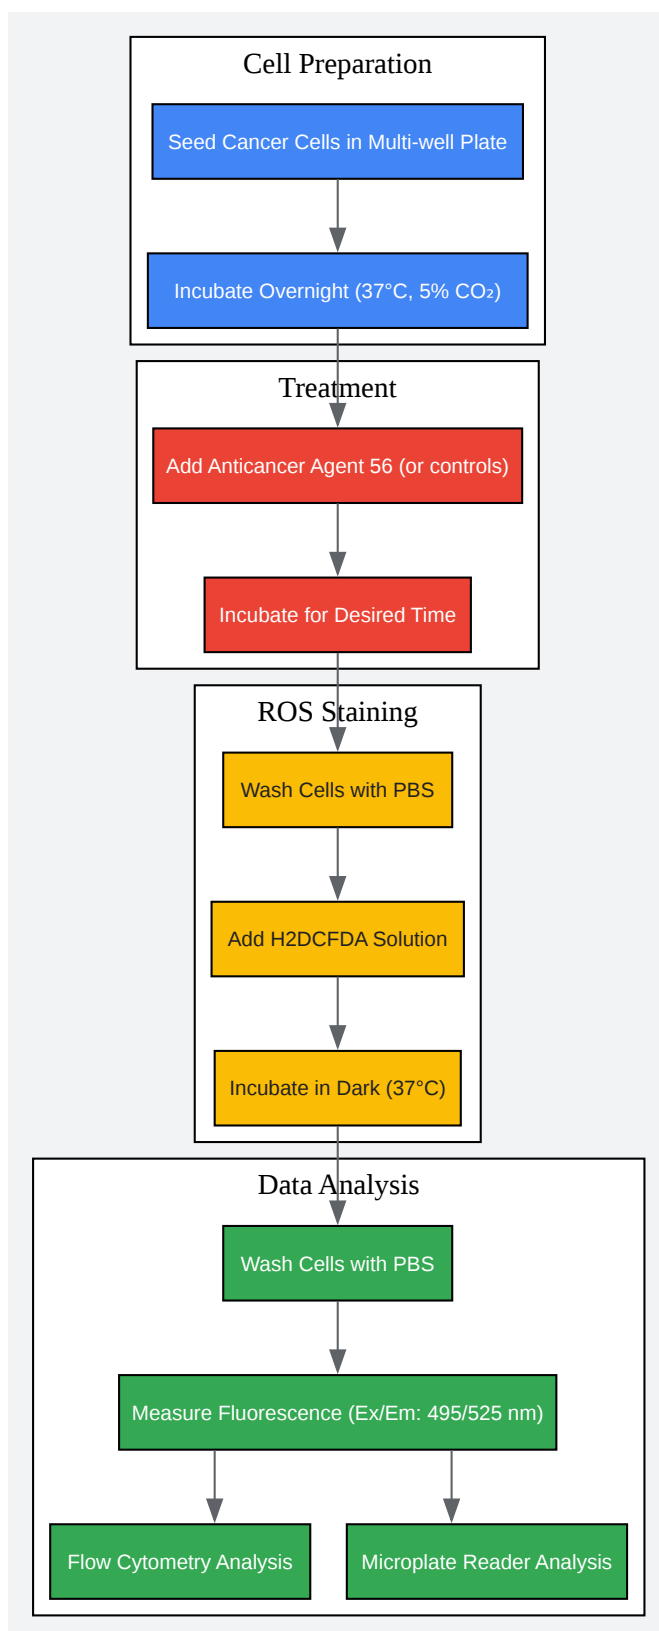 Cell Preparation
Seed Cancer Cells in Multi-well Plate
Incubate Overnight (37°C, 5% CO₂)
Treatment
Add Anticancer Agent 56 (or controls)
Incubate for Desired Time
ROS Staining
Wash Cells with PBS
Add H2DCFDA Solution
Incubate in Dark (37°C)
Data Analysis
Wash Cells with PBS
Measure Fluorescence (Ex/Em: 495/525 nm)
Flow Cytometry Analysis
Microplate Reader Analysis